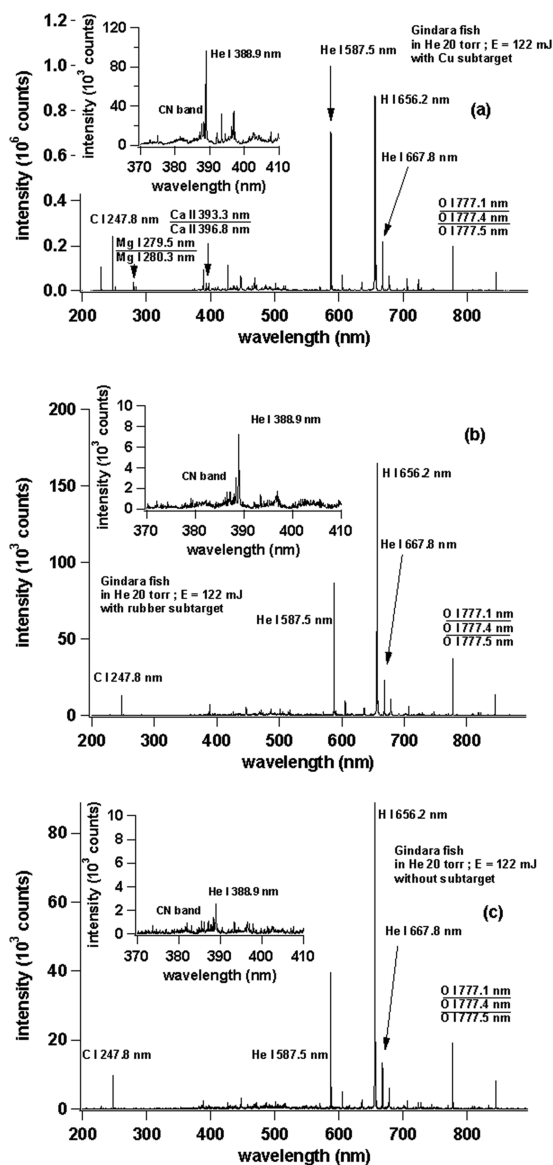 Gindara fish
in He 20 torr ; E = 122 mJ
with Cu subtarget
(a)
intensity (10⁶ counts)
1.2
1.0
0.8
0.6
0.4
0.2
0.0
200 300 400 500 600 700 800
wavelength (nm)
He I 587.5 nm
H I 656.2 nm
He I 667.8 nm
O I 777.1 nm
O I 777.4 nm
O I 777.5 nm
C I 247.8 nm
Mg I 279.5 nm
Mg I 280.3 nm
Ca II 393.3 nm
Ca II 396.8 nm
intensity (10³ counts)
120
80
40
0
370 380 390 400 410
wavelength (nm)
He I 388.9 nm
CN band
(b)
intensity (10³ counts)
200
150
100
50
0
200 300 400 500 600 700 800
wavelength (nm)
Gindara fish
in He 20 torr ; E = 122 mJ
with rubber subtarget
H I 656.2 nm
He I 667.8 nm
He I 587.5 nm
O I 777.1 nm
O I 777.4 nm
O I 777.5 nm
C I 247.8 nm
intensity (10³ counts)
10
8
6
4
2
0
370 380 390 400 410
wavelength (nm)
He I 388.9 nm
CN band
(c)
intensity (10³ counts)
80
60
40
20
0
200 300 400 500 600 700 800
wavelength (nm)
H I 656.2 nm
Gindara fish
in He 20 torr ; E = 122 mJ
without subtarget
He I 667.8 nm
O I 777.1 nm
O I 777.4 nm
O I 777.5 nm
He I 587.5 nm
C I 247.8 nm
intensity (10³ counts)
10
8
6
4
2
0
370 380 390 400 410
wavelength (nm)
He I 388.9 nm
CN band